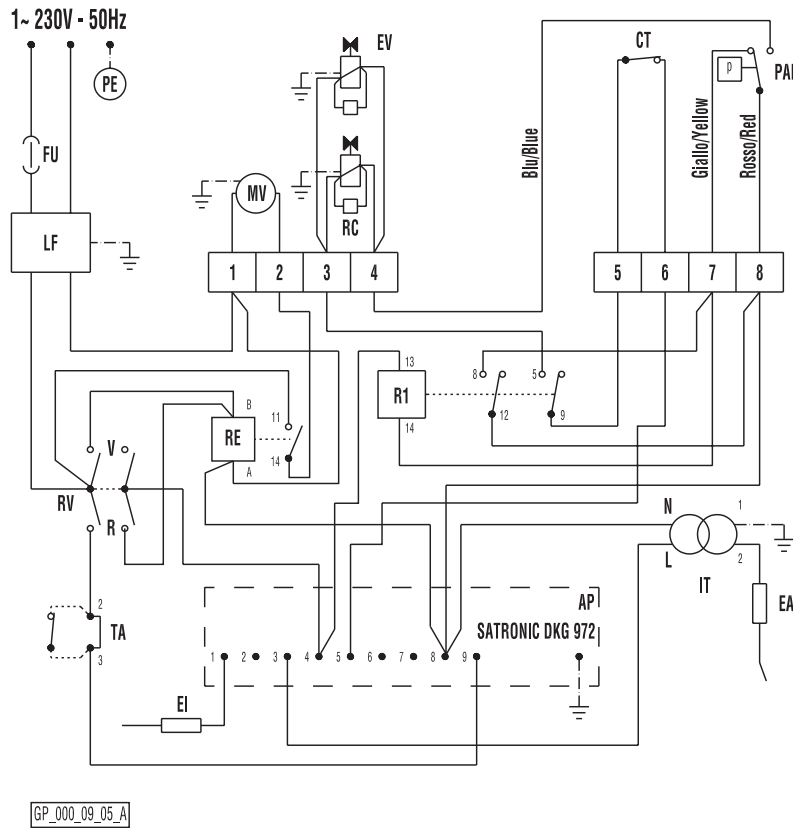 1~ 230V - 50Hz
EV
CT
PE
p
FU
Blu/Blue
Giallo/Yellow
Rosso/Red
MV
RC
LF
1 2 3 4
5 6 7 8
13
8 5
R1
B
11
12 9
RE
14
14
A
V
RV
R
N
1
L
2
IT
2
TA
3
AP
EA
SATRONIC DKG 972
1 2 3 4 5 6 7 8 9
EI
GP_000_09_05_A